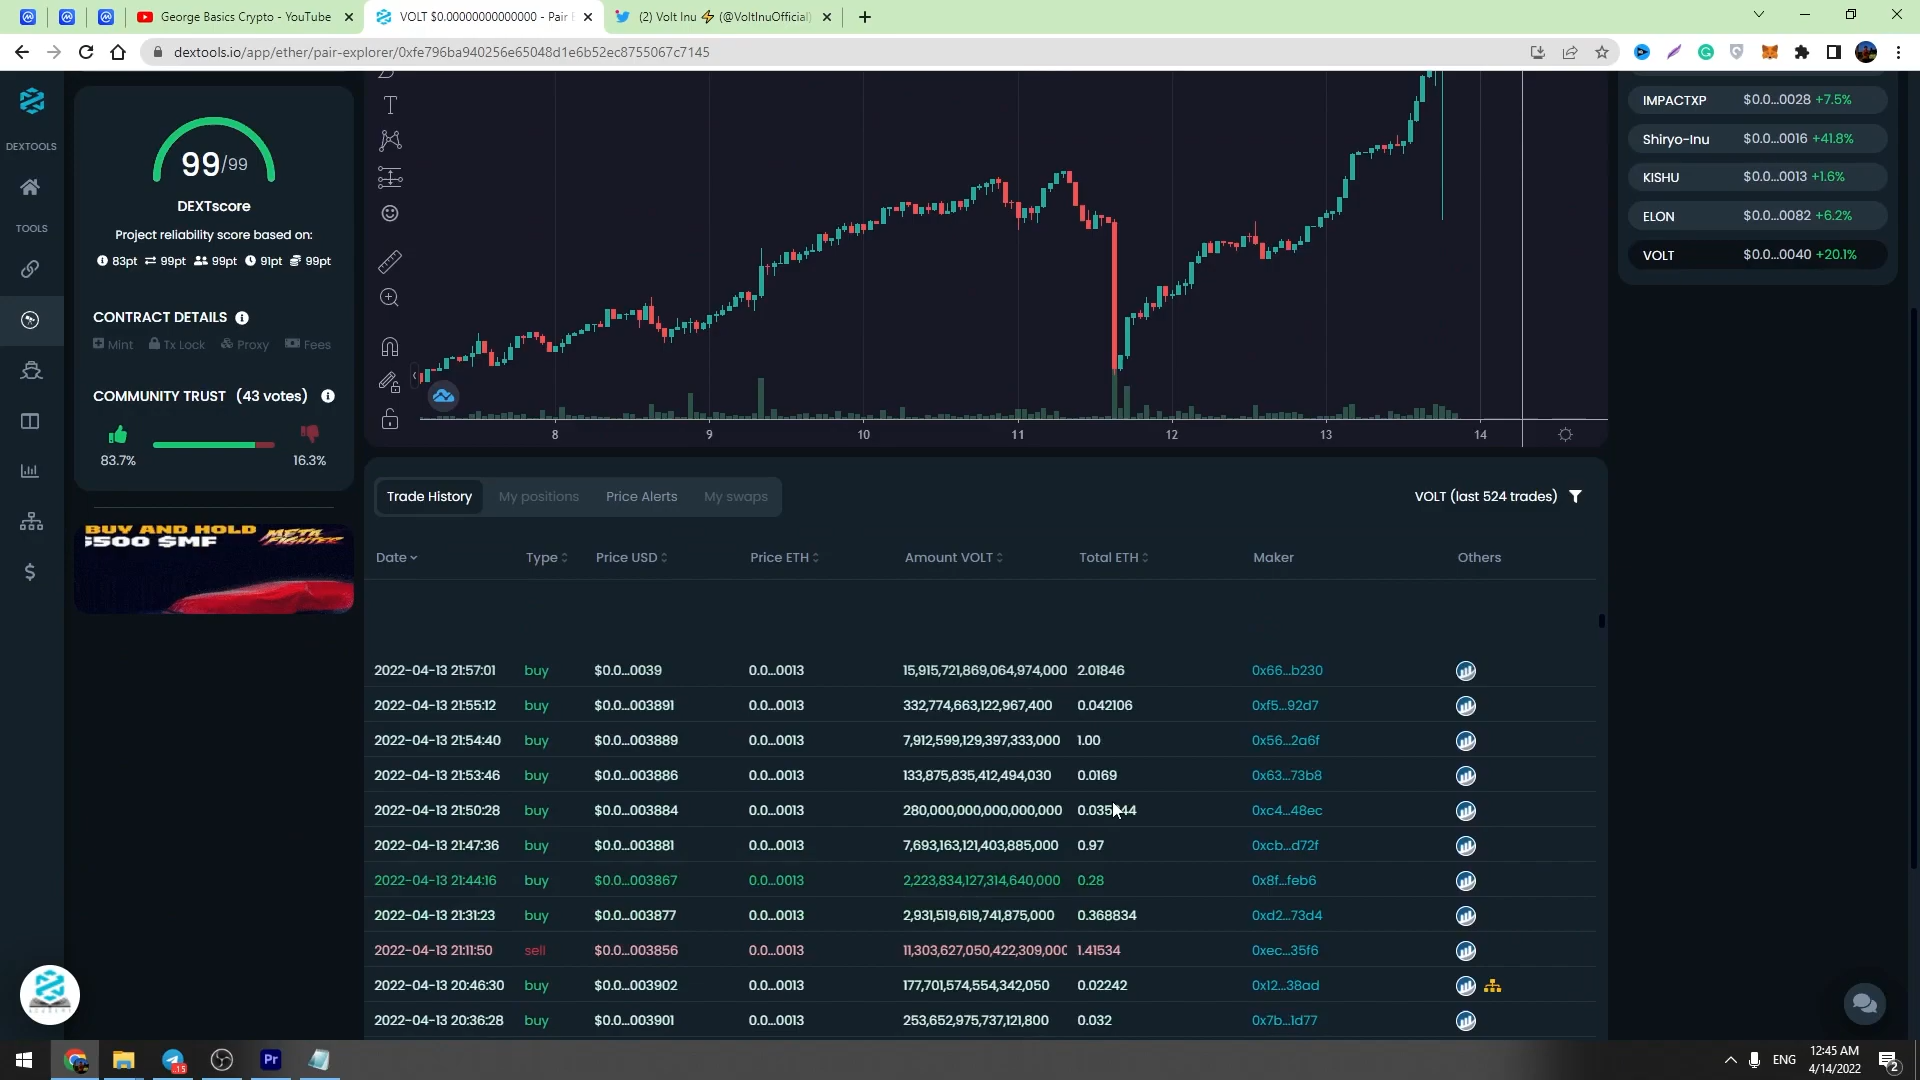 George Basics Crypto - YouTube
VOLT $0.00000000000000 - Pair
(2) Volt Inu ⚡ (@VoltInuOfficial)
dextools.io/app/ether/pair-explorer/0xfe796ba940256e65048d1e6b52ec8755067c7145
DEXTOOLS
TOOLS
99/99
DEXTscore
Project reliability score based on:
83pt 99pt 99pt 91pt 99pt
CONTRACT DETAILS
Mint Tx Lock Proxy Fees
COMMUNITY TRUST (43 votes)
83.7% 16.3%
BUY AND HOLD
$500 $MF
META
FIGHTER
8 9 10 11 12 13 14
IMPACTXP $0.0...0028 +7.5%
Shiryo-Inu $0.0...0016 +41.8%
KISHU $0.0...0013 +1.6%
ELON $0.0...0082 +6.2%
VOLT $0.0...0040 +20.1%
Trade History My positions Price Alerts My swaps
VOLT (last 524 trades)
Date Type Price USD Price ETH Amount VOLT Total ETH Maker Others
2022-04-13 21:57:01 buy $0.0...0039 0.0...0013 15,915,721,869,064,974,000 2.01846 0x66...b230
2022-04-13 21:55:12 buy $0.0...003891 0.0...0013 332,774,663,122,967,400 0.042106 0xf5...92d7
2022-04-13 21:54:40 buy $0.0...003889 0.0...0013 7,912,599,129,397,333,000 1.00 0x56...2a6f
2022-04-13 21:53:46 buy $0.0...003886 0.0...0013 133,875,835,412,494,030 0.0169 0x63...73b8
2022-04-13 21:50:28 buy $0.0...003884 0.0...0013 280,000,000,000,000,000 0xc4...48ec
2022-04-13 21:47:36 buy $0.0...003881 0.0...0013 7,693,163,121,403,885,000 0.97 0xcb...d72f
2022-04-13 21:44:16 buy $0.0...003867 0.0...0013 2,223,834,127,314,640,000 0.28 0x8f...feb6
2022-04-13 21:31:23 buy $0.0...003877 0.0...0013 2,931,519,619,741,875,000 0.368834 0xd2...73d4
2022-04-13 21:11:50 sell $0.0...003856 0.0...0013 11,303,627,050,422,309,000 1.41534 0xec...35f6
2022-04-13 20:46:30 buy $0.0...003902 0.0...0013 177,701,574,554,342,050 0.02242 0x12...38ad
2022-04-13 20:36:28 buy $0.0...003901 0.0...0013 253,652,975,737,121,800 0.032 0x7b...1d77
Pr
15
ENG
12:45 AM
4/14/2022
2